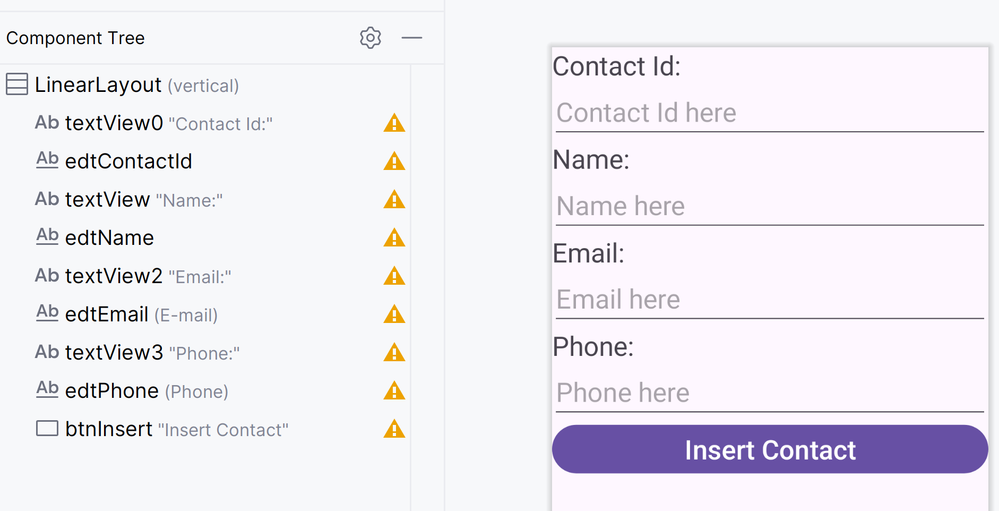 Component Tree
LinearLayout (vertical)
Ab textView0 "Contact Id:"
Ab edtContactId
Ab textView "Name:"
Ab edtName
Ab textView2 "Email:"
Ab edtEmail (E-mail)
Ab textView3 "Phone:"
Ab edtPhone (Phone)
btnInsert "Insert Contact"
Contact Id:
Contact Id here
Name:
Name here
Email:
Email here
Phone:
Phone here
Insert Contact